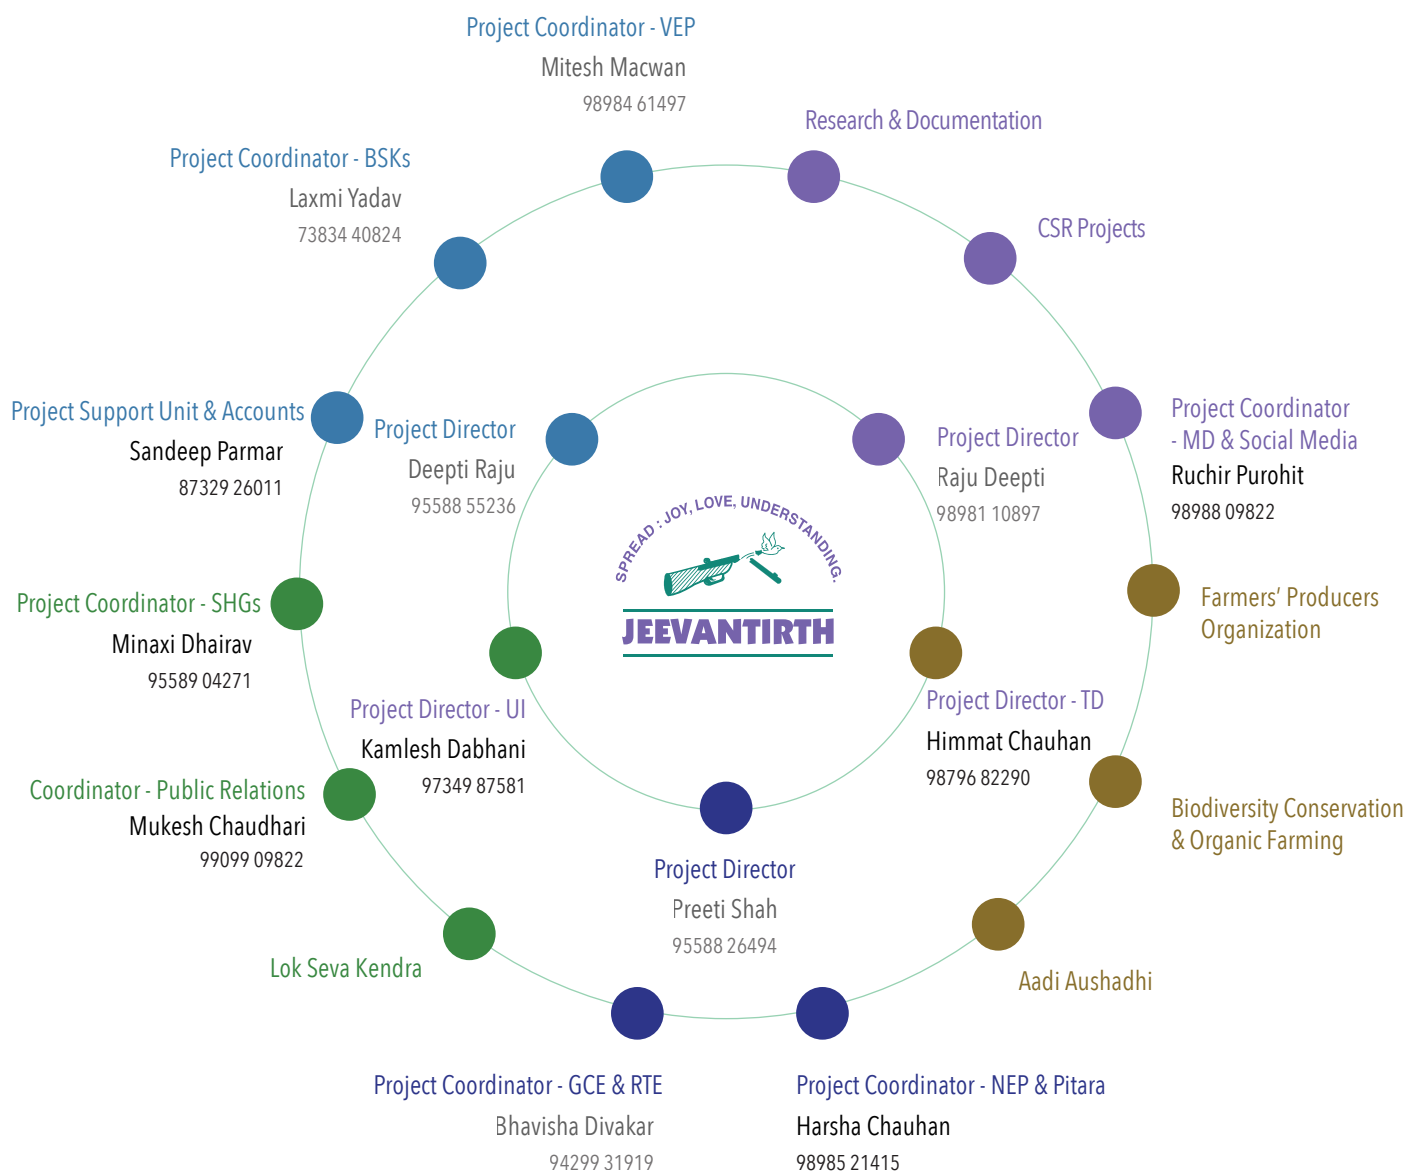 Project Coordinator - VEP
Mitesh Macwan
98984 61497
Research & Documentation
Project Coordinator - BSKs
Laxmi Yadav
73834 40824
CSR Projects
Project Support Unit & Accounts
Sandeep Parmar
87329 26011
Project Director
Deepti Raju
95588 55236
Project Director
Raju Deepti
98981 10897
Project Coordinator
- MD & Social Media
Ruchir Purohit
98988 09822
SPREAD : JOY, LOVE, UNDERSTANDING.
JEEVANTIRTH
Project Coordinator - SHGs
Minaxi Dhairav
95589 04271
Farmers’ Producers
Organization
Project Director - UI
Kamlesh Dabhani
97349 87581
Project Director - TD
Himmat Chauhan
98796 82290
Coordinator - Public Relations
Mukesh Chaudhari
99099 09822
Biodiversity Conservation
& Organic Farming
Project Director
Preeti Shah
95588 26494
Lok Seva Kendra
Aadi Aushadhi
Project Coordinator - GCE & RTE
Bhavisha Divakar
94299 31919
Project Coordinator - NEP & Pitara
Harsha Chauhan
98985 21415